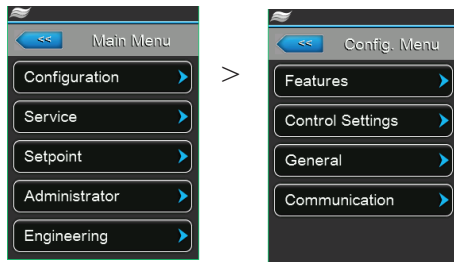 << Main Menu
Configuration
Service
Setpoint
Administrator
Engineering
>
<< Config. Menu
Features
Control Settings
General
Communication